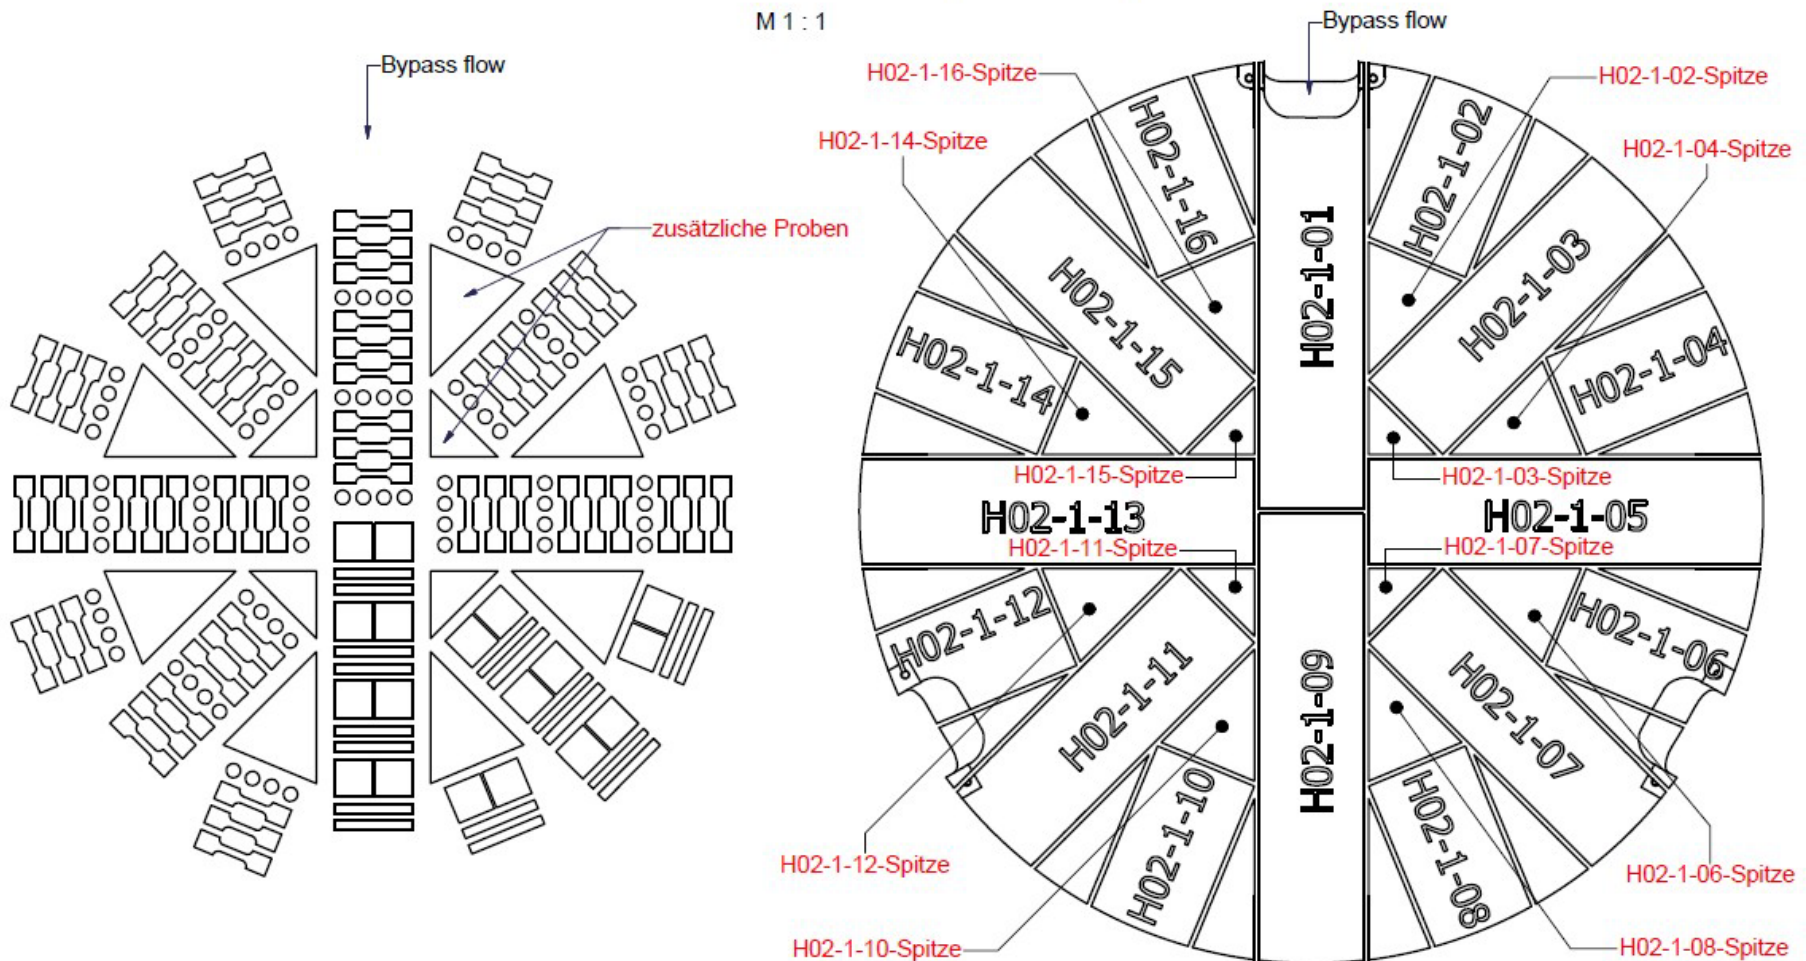 M 1 : 1
Bypass flow
Bypass flow
zusätzliche Proben
H02-1-16-Spitze
H02-1-02-Spitze
H02-1-14-Spitze
H02-1-04-Spitze
H02-1-16
H02-1-02
H02-1-01
H02-1-15
H02-1-03
H02-1-14
H02-1-04
H02-1-15-Spitze
H02-1-03-Spitze
H02-1-13
H02-1-05
H02-1-11-Spitze
H02-1-07-Spitze
H02-1-12
H02-1-06
H02-1-11
H02-1-09
H02-1-07
H02-1-10
H02-1-08
H02-1-12-Spitze
H02-1-06-Spitze
H02-1-10-Spitze
H02-1-08-Spitze